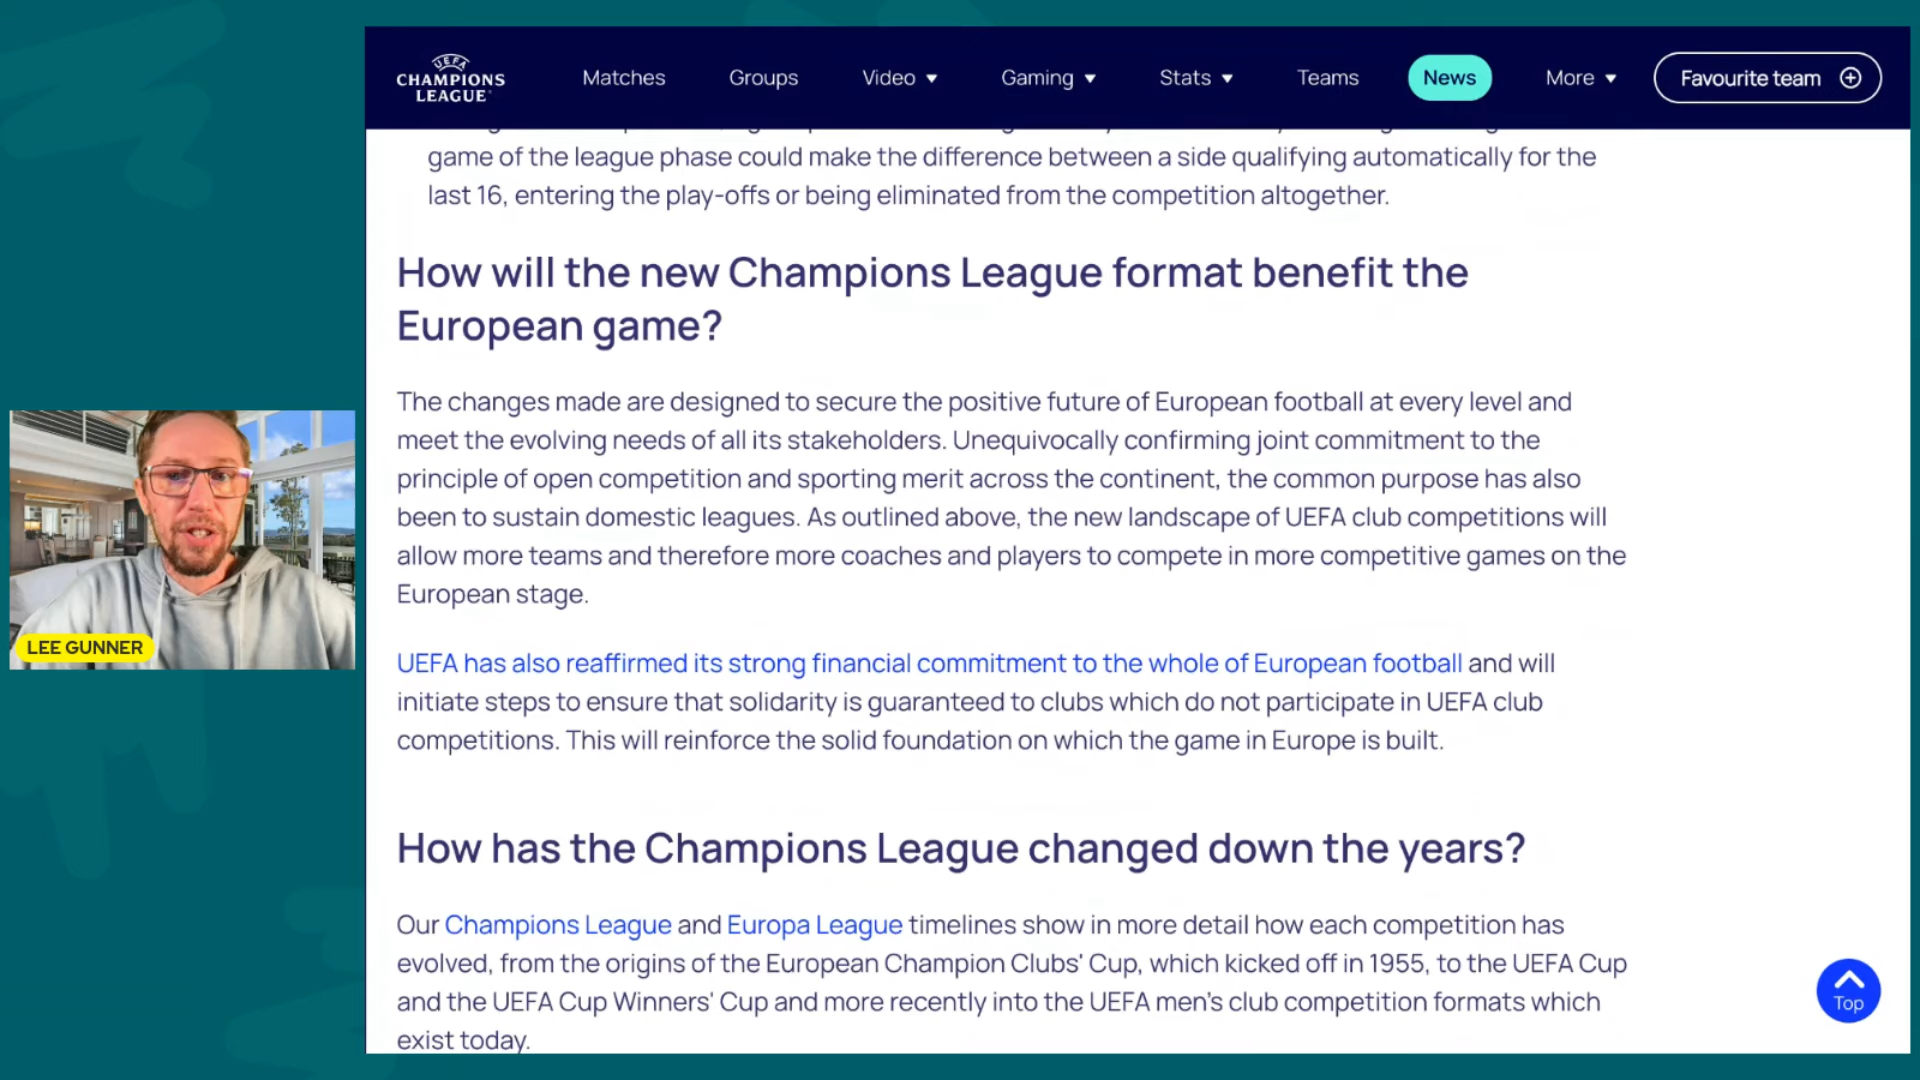 UEFA
CHAMPIONS
LEAGUE
Matches
Groups
Video
Gaming
Stats
Teams
News
More
Favourite team
game of the league phase could make the difference between a side qualifying automatically for the
last 16, entering the play-offs or being eliminated from the competition altogether.
How will the new Champions League format benefit the
European game?
The changes made are designed to secure the positive future of European football at every level and
meet the evolving needs of all its stakeholders. Unequivocally confirming joint commitment to the
principle of open competition and sporting merit across the continent, the common purpose has also
been to sustain domestic leagues. As outlined above, the new landscape of UEFA club competitions will
allow more teams and therefore more coaches and players to compete in more competitive games on the
European stage.
UEFA has also reaffirmed its strong financial commitment to the whole of European football and will
initiate steps to ensure that solidarity is guaranteed to clubs which do not participate in UEFA club
competitions. This will reinforce the solid foundation on which the game in Europe is built.
How has the Champions League changed down the years?
Our Champions League and Europa League timelines show in more detail how each competition has
evolved, from the origins of the European Champion Clubs' Cup, which kicked off in 1955, to the UEFA Cup
and the UEFA Cup Winners' Cup and more recently into the UEFA men's club competition formats which
exist today.
Top
LEE GUNNER